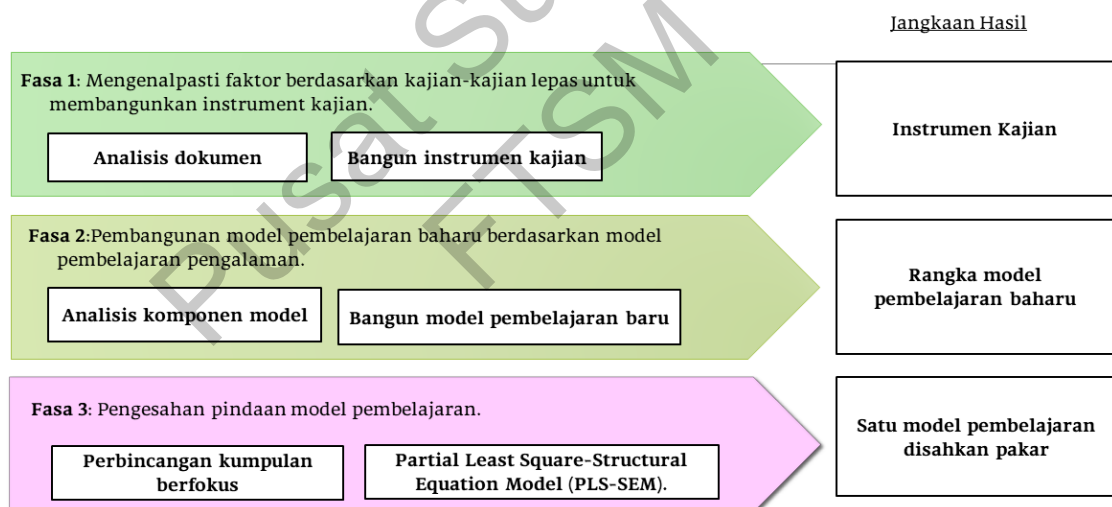 Jangkaan Hasil
Fasa 1: Mengenalpasti faktor berdasarkan kajian-kajian lepas untuk
membangunkan instrument kajian.
Analisis dokumen
Bangun instrumen kajian
Instrumen Kajian
Fasa 2:Pembangunan model pembelajaran baharu berdasarkan model
pembelajaran pengalaman.
Analisis komponen model
Bangun model pembelajaran baru
Rangka model
pembelajaran baharu
Fasa 3: Pengesahan pindaan model pembelajaran.
Perbincangan kumpulan
berfokus
Partial Least Square-Structural
Equation Model (PLS-SEM).
Satu model pembelajaran
disahkan pakar
Pusat
FTSM